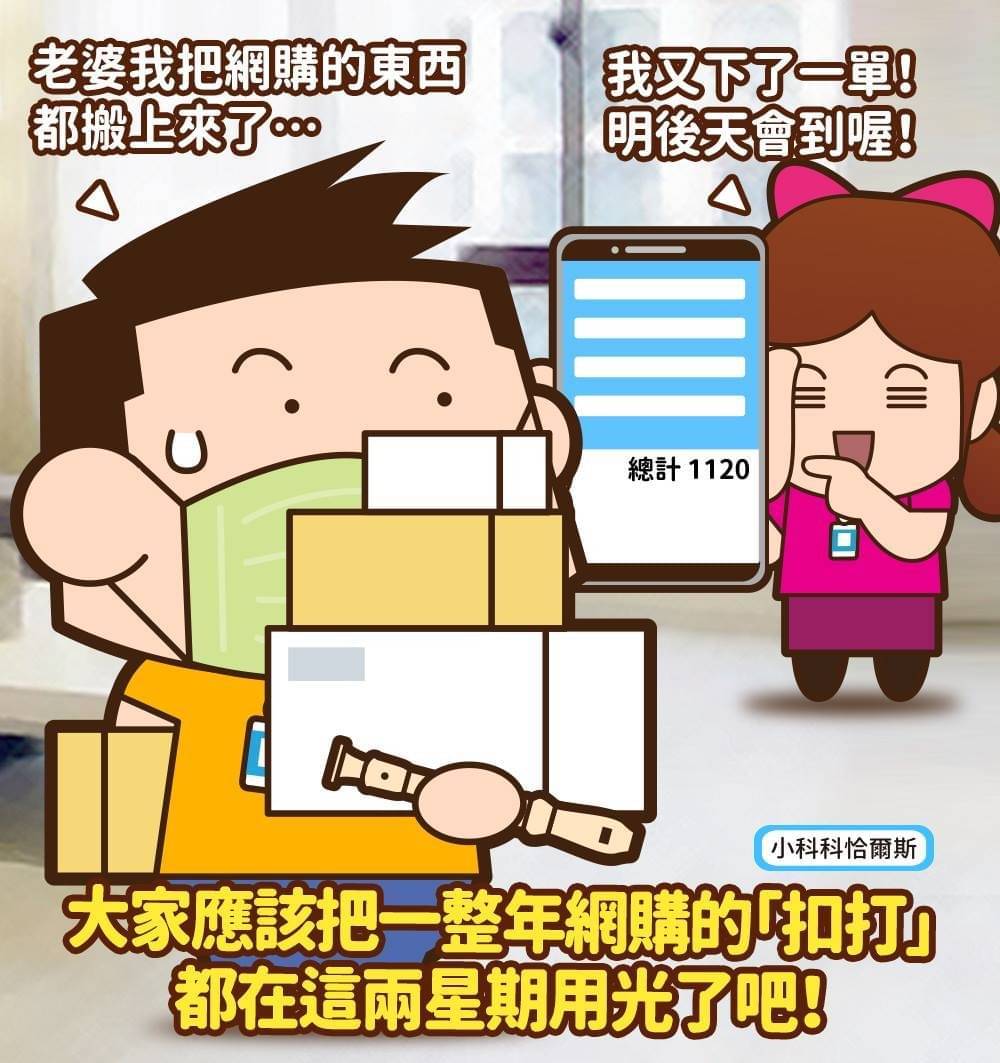 老婆我把網購的東西
都搬上來了…
我又下了一單！
明後天會到喔！
總計 1120
小科科恰爾斯
大家應該把一整年網購的「扣打」
都在這兩星期用光了吧！